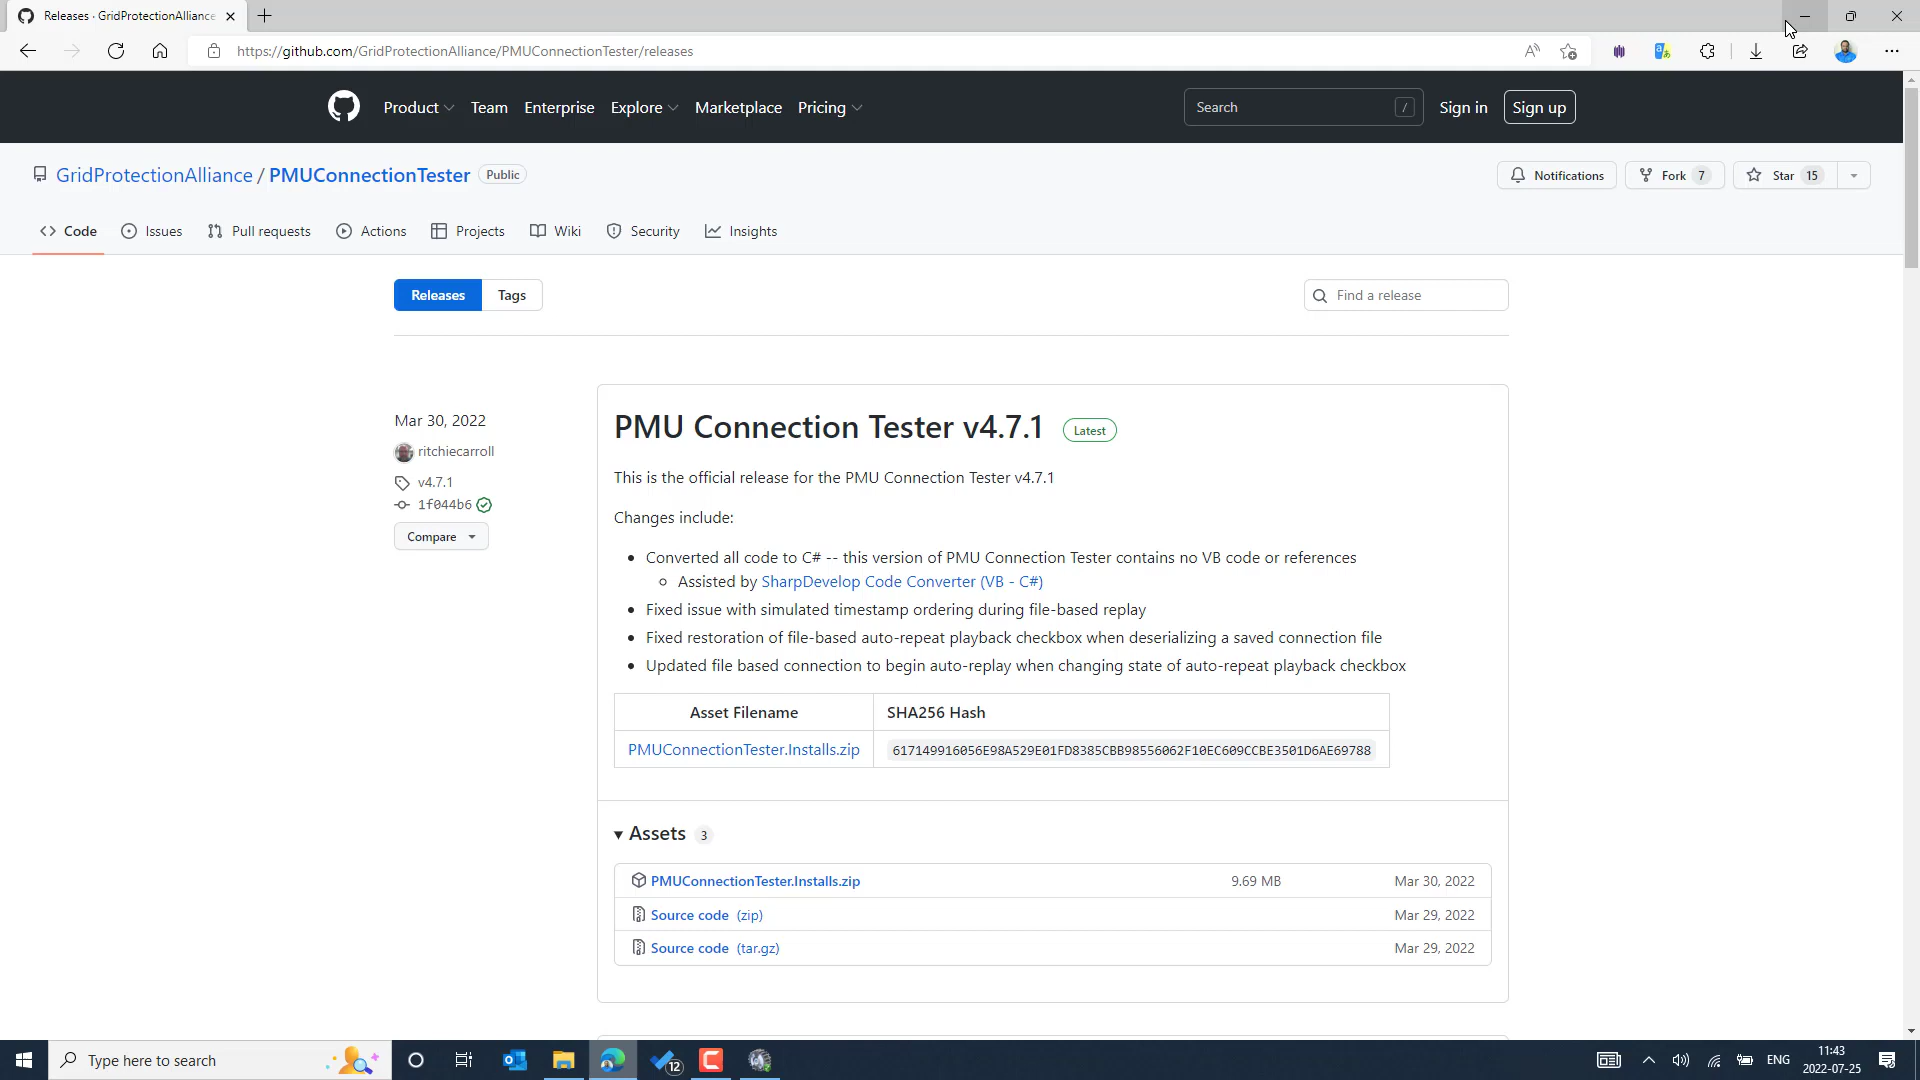 Releases · GridProtectionAlliance
https://github.com/GridProtectionAlliance/PMUConnectionTester/releases
Product
Team
Enterprise
Explore
Marketplace
Pricing
Search
/
Sign in
Sign up
GridProtectionAlliance / PMUConnectionTester
Public
Notifications
Fork 7
Star 15
Code
Issues
Pull requests
Actions
Projects
Wiki
Security
Insights
Releases
Tags
Find a release
Mar 30, 2022
ritchiecarroll
v4.7.1
1f044b6
Compare
PMU Connection Tester v4.7.1
Latest
This is the official release for the PMU Connection Tester v4.7.1
Changes include:
Converted all code to C# -- this version of PMU Connection Tester contains no VB code or references
Assisted by SharpDevelop Code Converter (VB - C#)
Fixed issue with simulated timestamp ordering during file-based replay
Fixed restoration of file-based auto-repeat playback checkbox when deserializing a saved connection file
Updated file based connection to begin auto-replay when changing state of auto-repeat playback checkbox
Asset Filename SHA256 Hash
PMUConnectionTester.Installs.zip 617149916056E98A529E01FD8385CBB98556062F10EC609CCBE3501D6AE69788
Assets 3
PMUConnectionTester.Installs.zip 9.69 MB Mar 30, 2022
Source code (zip) Mar 29, 2022
Source code (tar.gz) Mar 29, 2022
Type here to search
12
ENG
11:43
2022-07-25